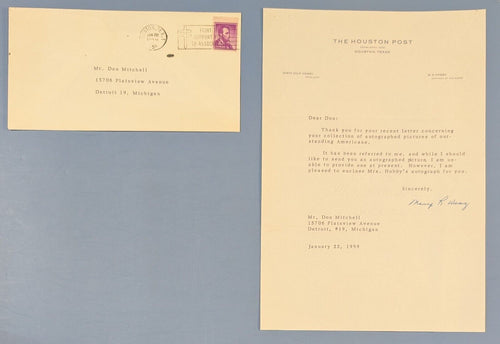 FIGHT
SUPPORT
TB ASSOC
Mr. Don Mitchell
15706 Plainview Avenue
Detroit 19, Michigan
THE HOUSTON POST
HOUSTON, TEXAS
Dear Don:
Thank you for your recent letter concerning
your collection of autographed pictures of out-
standing Americans.
It has been referred to me, and while I should
like to send you an autographed picture, I am un-
able to provide one at present. However, I am
pleased to enclose Mrs. Hobby's autograph for you.
Sincerely,
Mr. Don Mitchell
15706 Plainview Avenue
Detroit, #19, Michigan
January 22, 1959